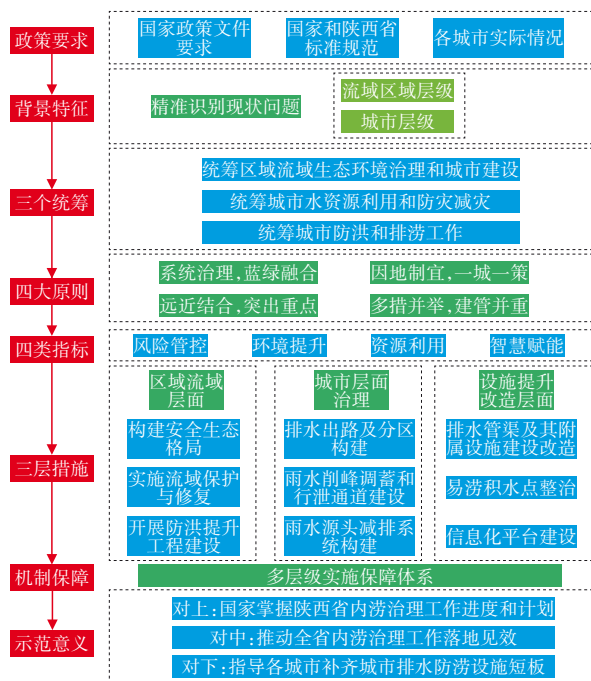 政策要求
国家政策文件
要求
国家和陕西省
标准规范
各城市实际情况
背景特征
精准识别现状问题
流域区域层级
城市层级
三个统筹
统筹区域流域生态环境治理和城市建设
统筹城市水资源利用和防灾减灾
统筹城市防洪和排涝工作
四大原则
系统治理,蓝绿融合
因地制宜,一城一策
远近结合,突出重点
多措并举,建管并重
四类指标
风险管控
环境提升
资源利用
智慧赋能
三层措施
区域流域
层面
构建安全生态
格局
实施流域保护
与修复
开展防洪提升
工程建设
城市层面
治理
排水出路及分区
构建
雨水削峰调蓄和
行泄通道建设
雨水源头减排系
统构建
设施提升
改造层面
排水管渠及其附
属设施建设改造
易涝积水点整治
信息化平台建设
机制保障
多层级实施保障体系
示范意义
对上:国家掌握陕西省内涝治理工作进度和计划
对中:推动全省内涝治理工作落地见效
对下:指导各城市补齐城市排水防涝设施短板